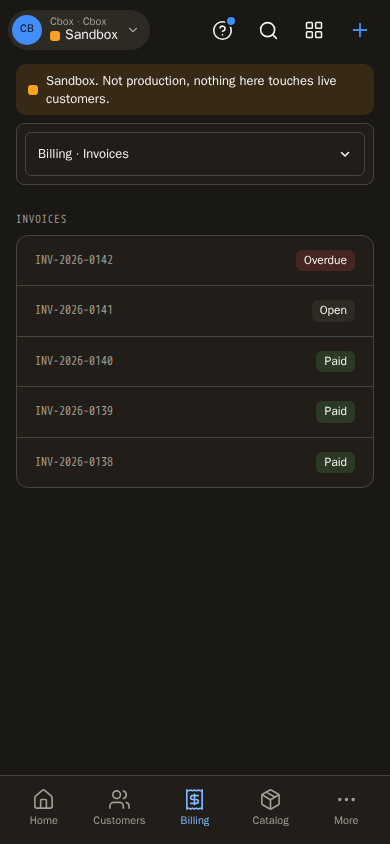 CB
Cbox · Cbox
Sandbox
Sandbox. Not production, nothing here touches live
customers.
Billing · Invoices
INVOICES
INV-2026-0142
Overdue
INV-2026-0141
Open
INV-2026-0140
Paid
INV-2026-0139
Paid
INV-2026-0138
Paid
Home
Customers
Billing
Catalog
More